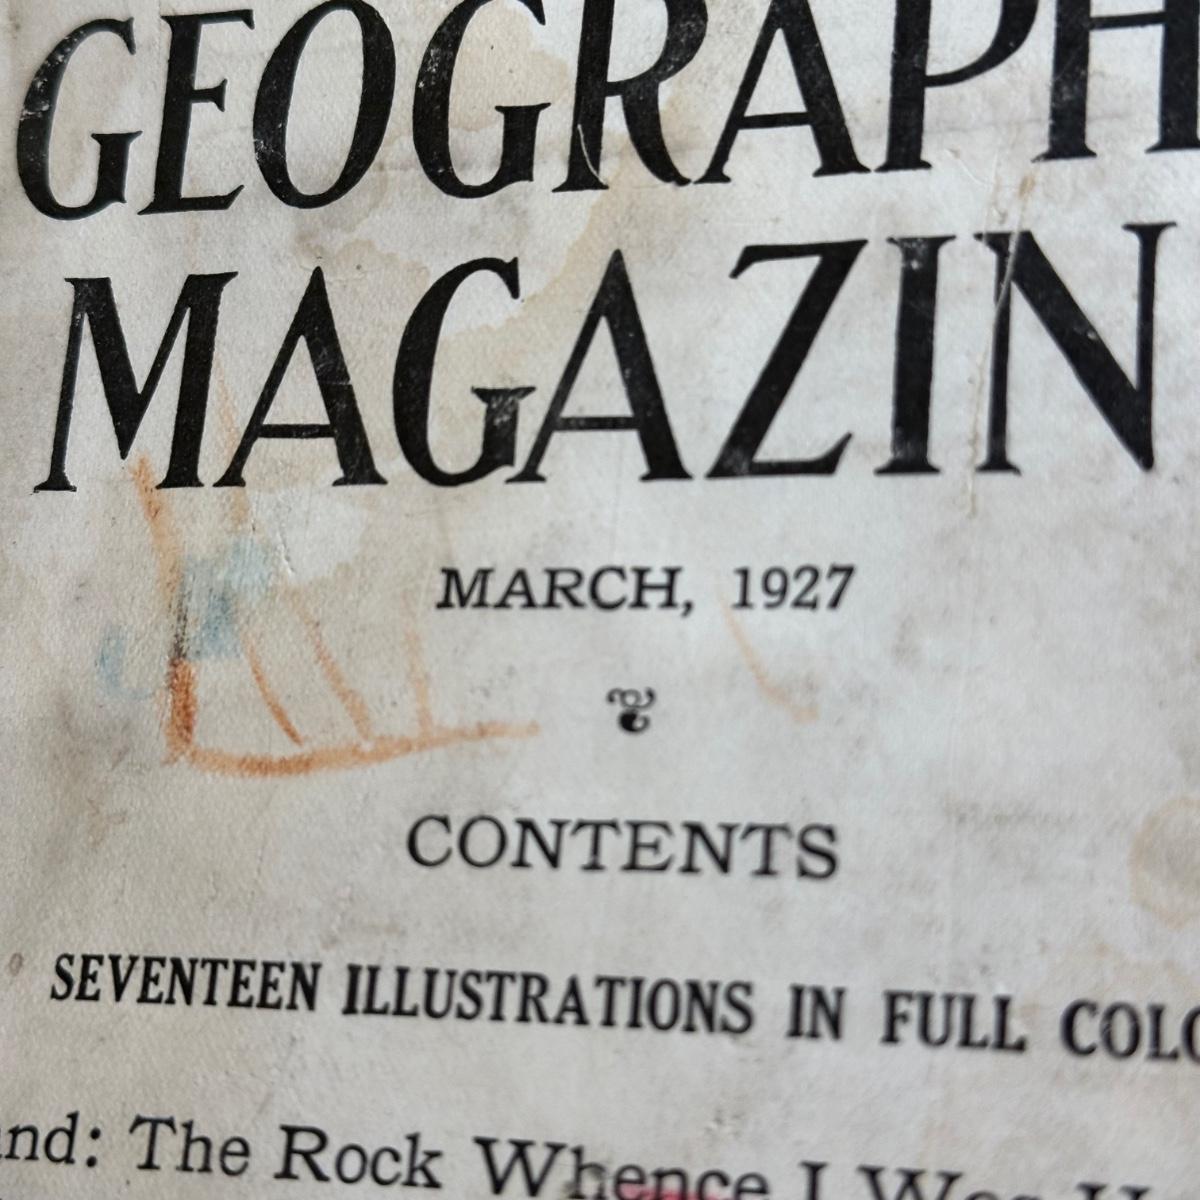 GEOGRAPH
MAGAZIN
MARCH, 1927
CONTENTS
SEVENTEEN ILLUSTRATIONS IN FULL COLO
nd: The Rock Whence I